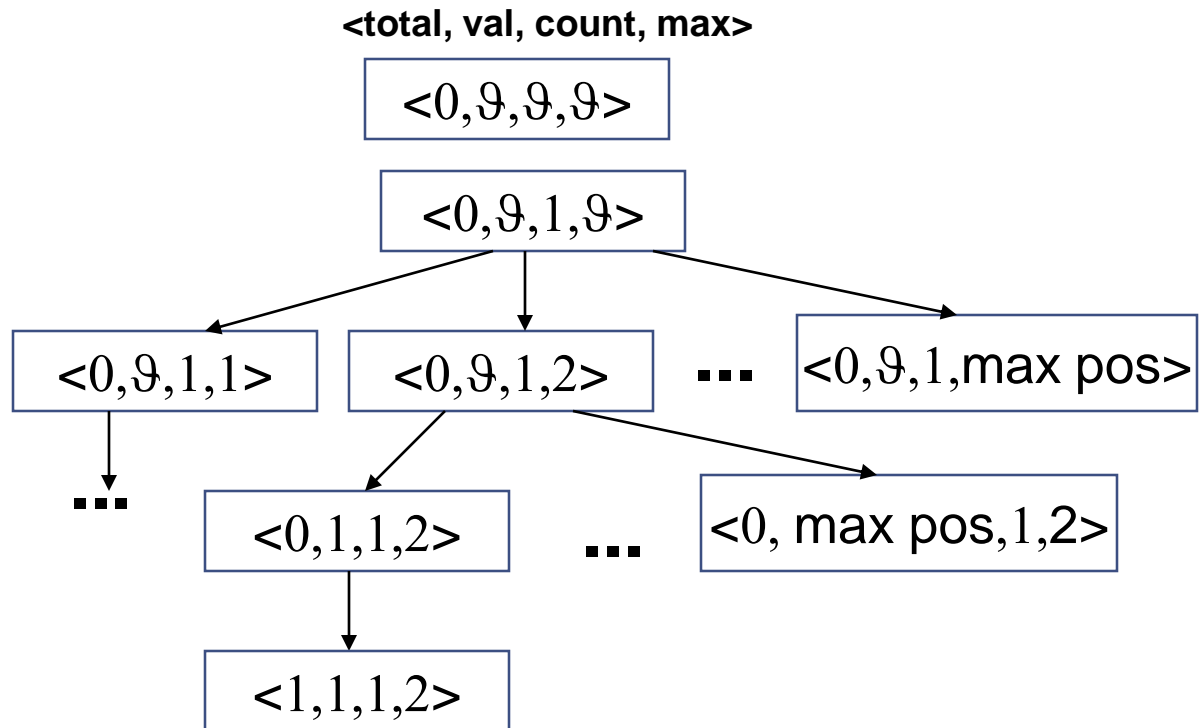 <total, val, count, max>
<0,ϑ,ϑ,ϑ>
<0,ϑ,1,ϑ>
<0,ϑ,1,1>
<0,ϑ,1,2>
...
<0,ϑ,1,max pos>
...
<0,1,1,2>
...
<0, max pos,1,2>
<1,1,1,2>